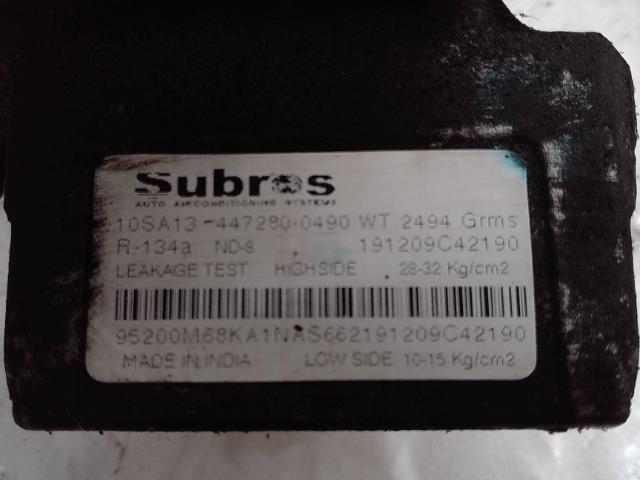 Subros
AUTO AIRCONDITIONING SYSTEMS
10SA13 -447280-0490 WT 2494 Grms
R-134a ND-8 191209C42190
LEAKAGE TEST HIGHSIDE : 28-32 Kg/cm2
95200M68KA1NAS662191209C42190
MADE IN INDIA LOW SIDE 10-15 Kg/cm2